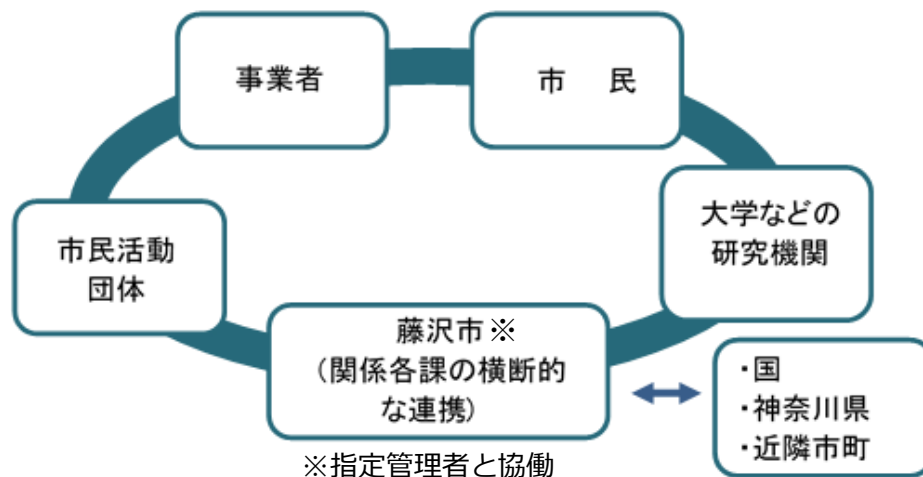 事業者
市　民
市民活動
団体
大学などの
研究機関
藤沢市※
（関係各課の横断的
な連携）
・国
・神奈川県
・近隣市町
※指定管理者と協働